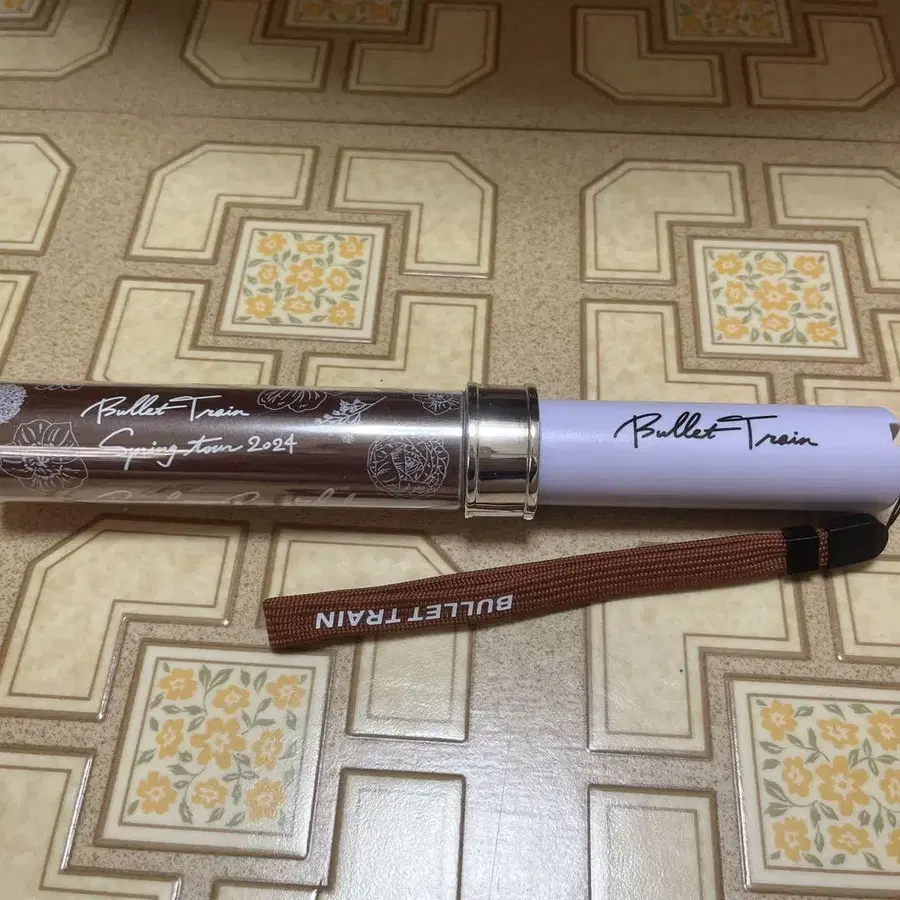 Bullet Train
Spring tour 2024
Bullet Train
BULLET TRAIN